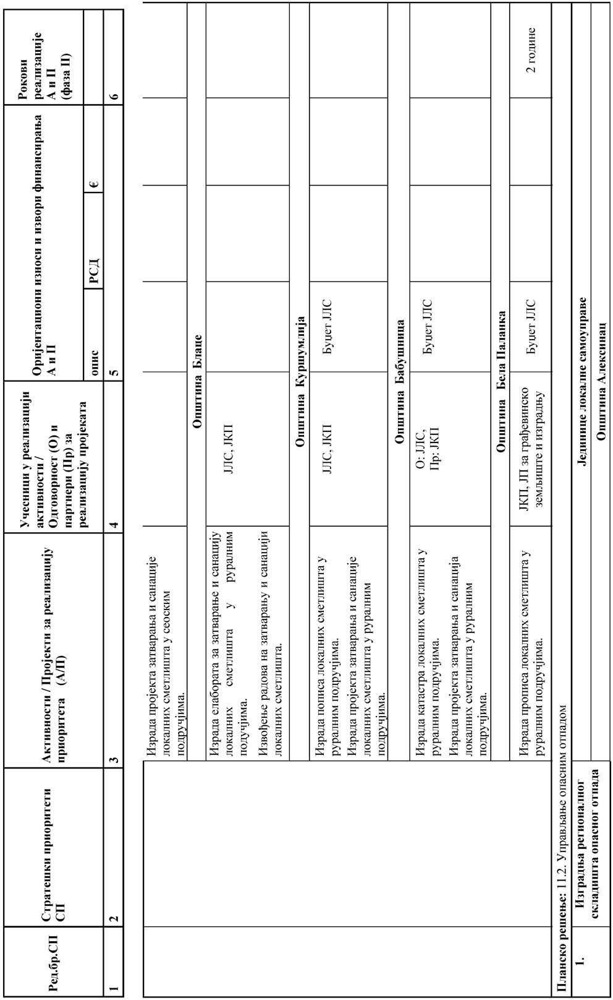 Ред.бр.СП
Стратешки приоритети
СП
Активности / Пројекти за реализацију
приоритета (А/П)
Учесници у реализацији
активности /
Одговорност (О) и
партнери (Пр) за
реализацију пројеката
Оријентациони износи и извори финансирања
А и П
опис
РСД
€
Рокови
реализације
А и П
(фаза II)
1
2
3
4
5
6
Израда пројекта затварања и санације
локалних сметлишта у сеоским
подручјима.
Општина Блаце
Израда елабората за затварање и санацију
локалних сметлишта у руралним
подучјима.
Извођење радова на затварању и санацији
локалних сметлишта.
ЈЛС, ЈКП
Општина Куршумлија
Израда пописа локалних сметлишта у
руралним подручјима.
Израда пројекта затварања и санације
локалних сметлишта у руралним
подручјима.
ЈЛС, ЈКП
Буџет ЈЛС
Општина Бабушница
Израда катастра локалних сметлишта у
руралним подручјима.
Израда пројекта затварања и санација
локалних сметлишта у руралним
подручјима.
О: ЈЛС,
Пр: ЈКП
Буџет ЈЛС
Општина Бела Паланка
Израда прописа локалних сметлишта у
руралним подручјима.
ЈКП, ЈП за грађевинско
земљиште и изградњу
Буџет ЈЛС
2 године
Планско решење: 11.2. Управљање опасним отпадом
1.
Изградња регионалног
складишта опасног отпада
Јединице локалне самоуправе
Општина Алексинац